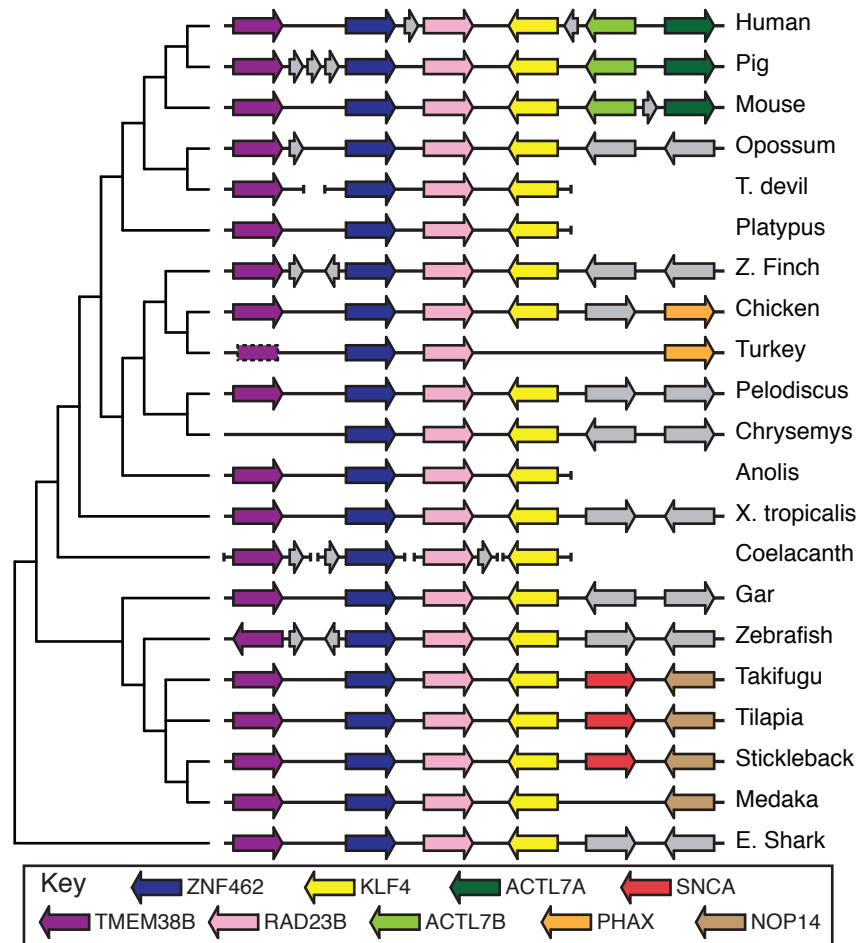 Human
Pig
Mouse
Opossum
T. devil
Platypus
Z. Finch
Chicken
Turkey
Pelodiscus
Chrysemys
Anolis
X. tropicalis
Coelacanth
Gar
Zebrafish
Takifugu
Tilapia
Stickleback
Medaka
E. Shark
Key ZNF462 KLF4 ACTL7A SNCA
TMEM38B RAD23B ACTL7B PHAX NOP14